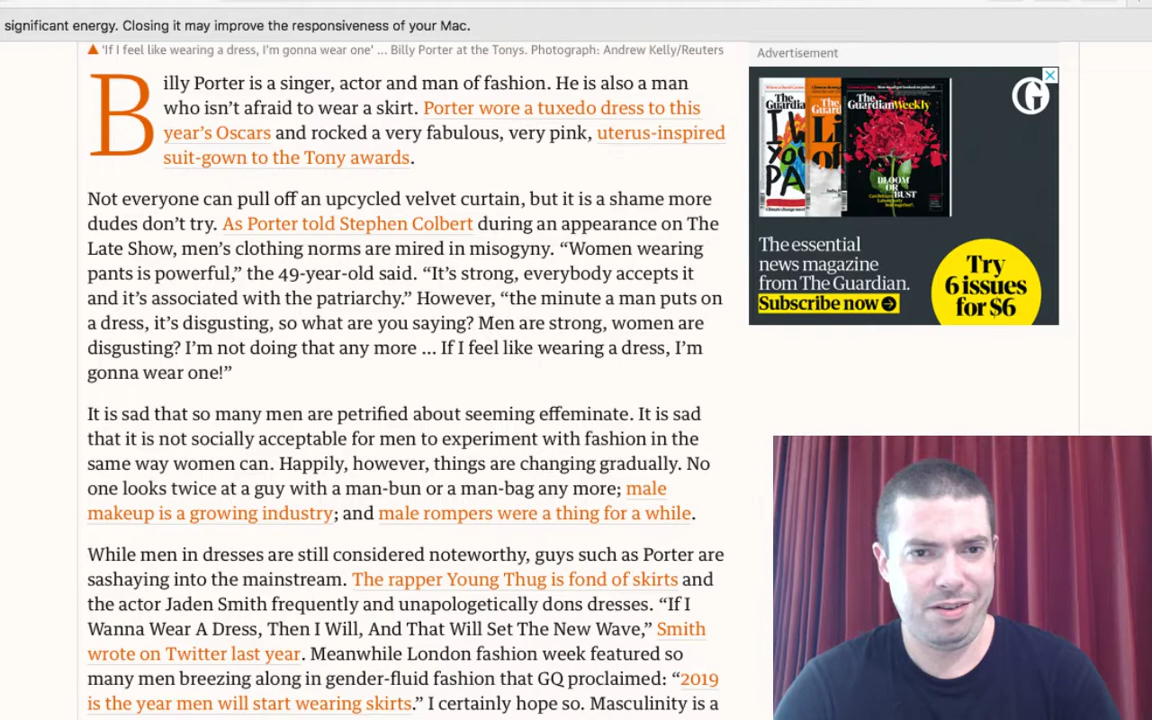 significant energy. Closing it may improve the responsiveness of your Mac.
▲ 'If I feel like wearing a dress, I'm gonna wear one' ... Billy Porter at the Tonys. Photograph: Andrew Kelly/Reuters
Billy Porter is a singer, actor and man of fashion. He is also a man
who isn't afraid to wear a skirt. Porter wore a tuxedo dress to this
year's Oscars and rocked a very fabulous, very pink, uterus-inspired
suit-gown to the Tony awards.
Not everyone can pull off an upcycled velvet curtain, but it is a shame more
dudes don't try. As Porter told Stephen Colbert during an appearance on The
Late Show, men's clothing norms are mired in misogyny. “Women wearing
pants is powerful,” the 49-year-old said. “It's strong, everybody accepts it
and it's associated with the patriarchy.” However, “the minute a man puts on
a dress, it's disgusting, so what are you saying? Men are strong, women are
disgusting? I'm not doing that any more ... If I feel like wearing a dress, I'm
gonna wear one!”
It is sad that so many men are petrified about seeming effeminate. It is sad
that it is not socially acceptable for men to experiment with fashion in the
same way women can. Happily, however, things are changing gradually. No
one looks twice at a guy with a man-bun or a man-bag any more; male
makeup is a growing industry; and male rompers were a thing for a while.
While men in dresses are still considered noteworthy, guys such as Porter are
sashaying into the mainstream. The rapper Young Thug is fond of skirts and
the actor Jaden Smith frequently and unapologetically dons dresses. “If I
Wanna Wear A Dress, Then I Will, And That Will Set The New Wave,” Smith
wrote on Twitter last year. Meanwhile London fashion week featured so
many men breezing along in gender-fluid fashion that GQ proclaimed: “2019
is the year men will start wearing skirts.” I certainly hope so. Masculinity is a
Advertisement
The Guardian
The
The GuardianWeekly
BLOOM
OR
BUST
G
The essential
news magazine
from The Guardian.
Subscribe now
Try
6 issues
for $6